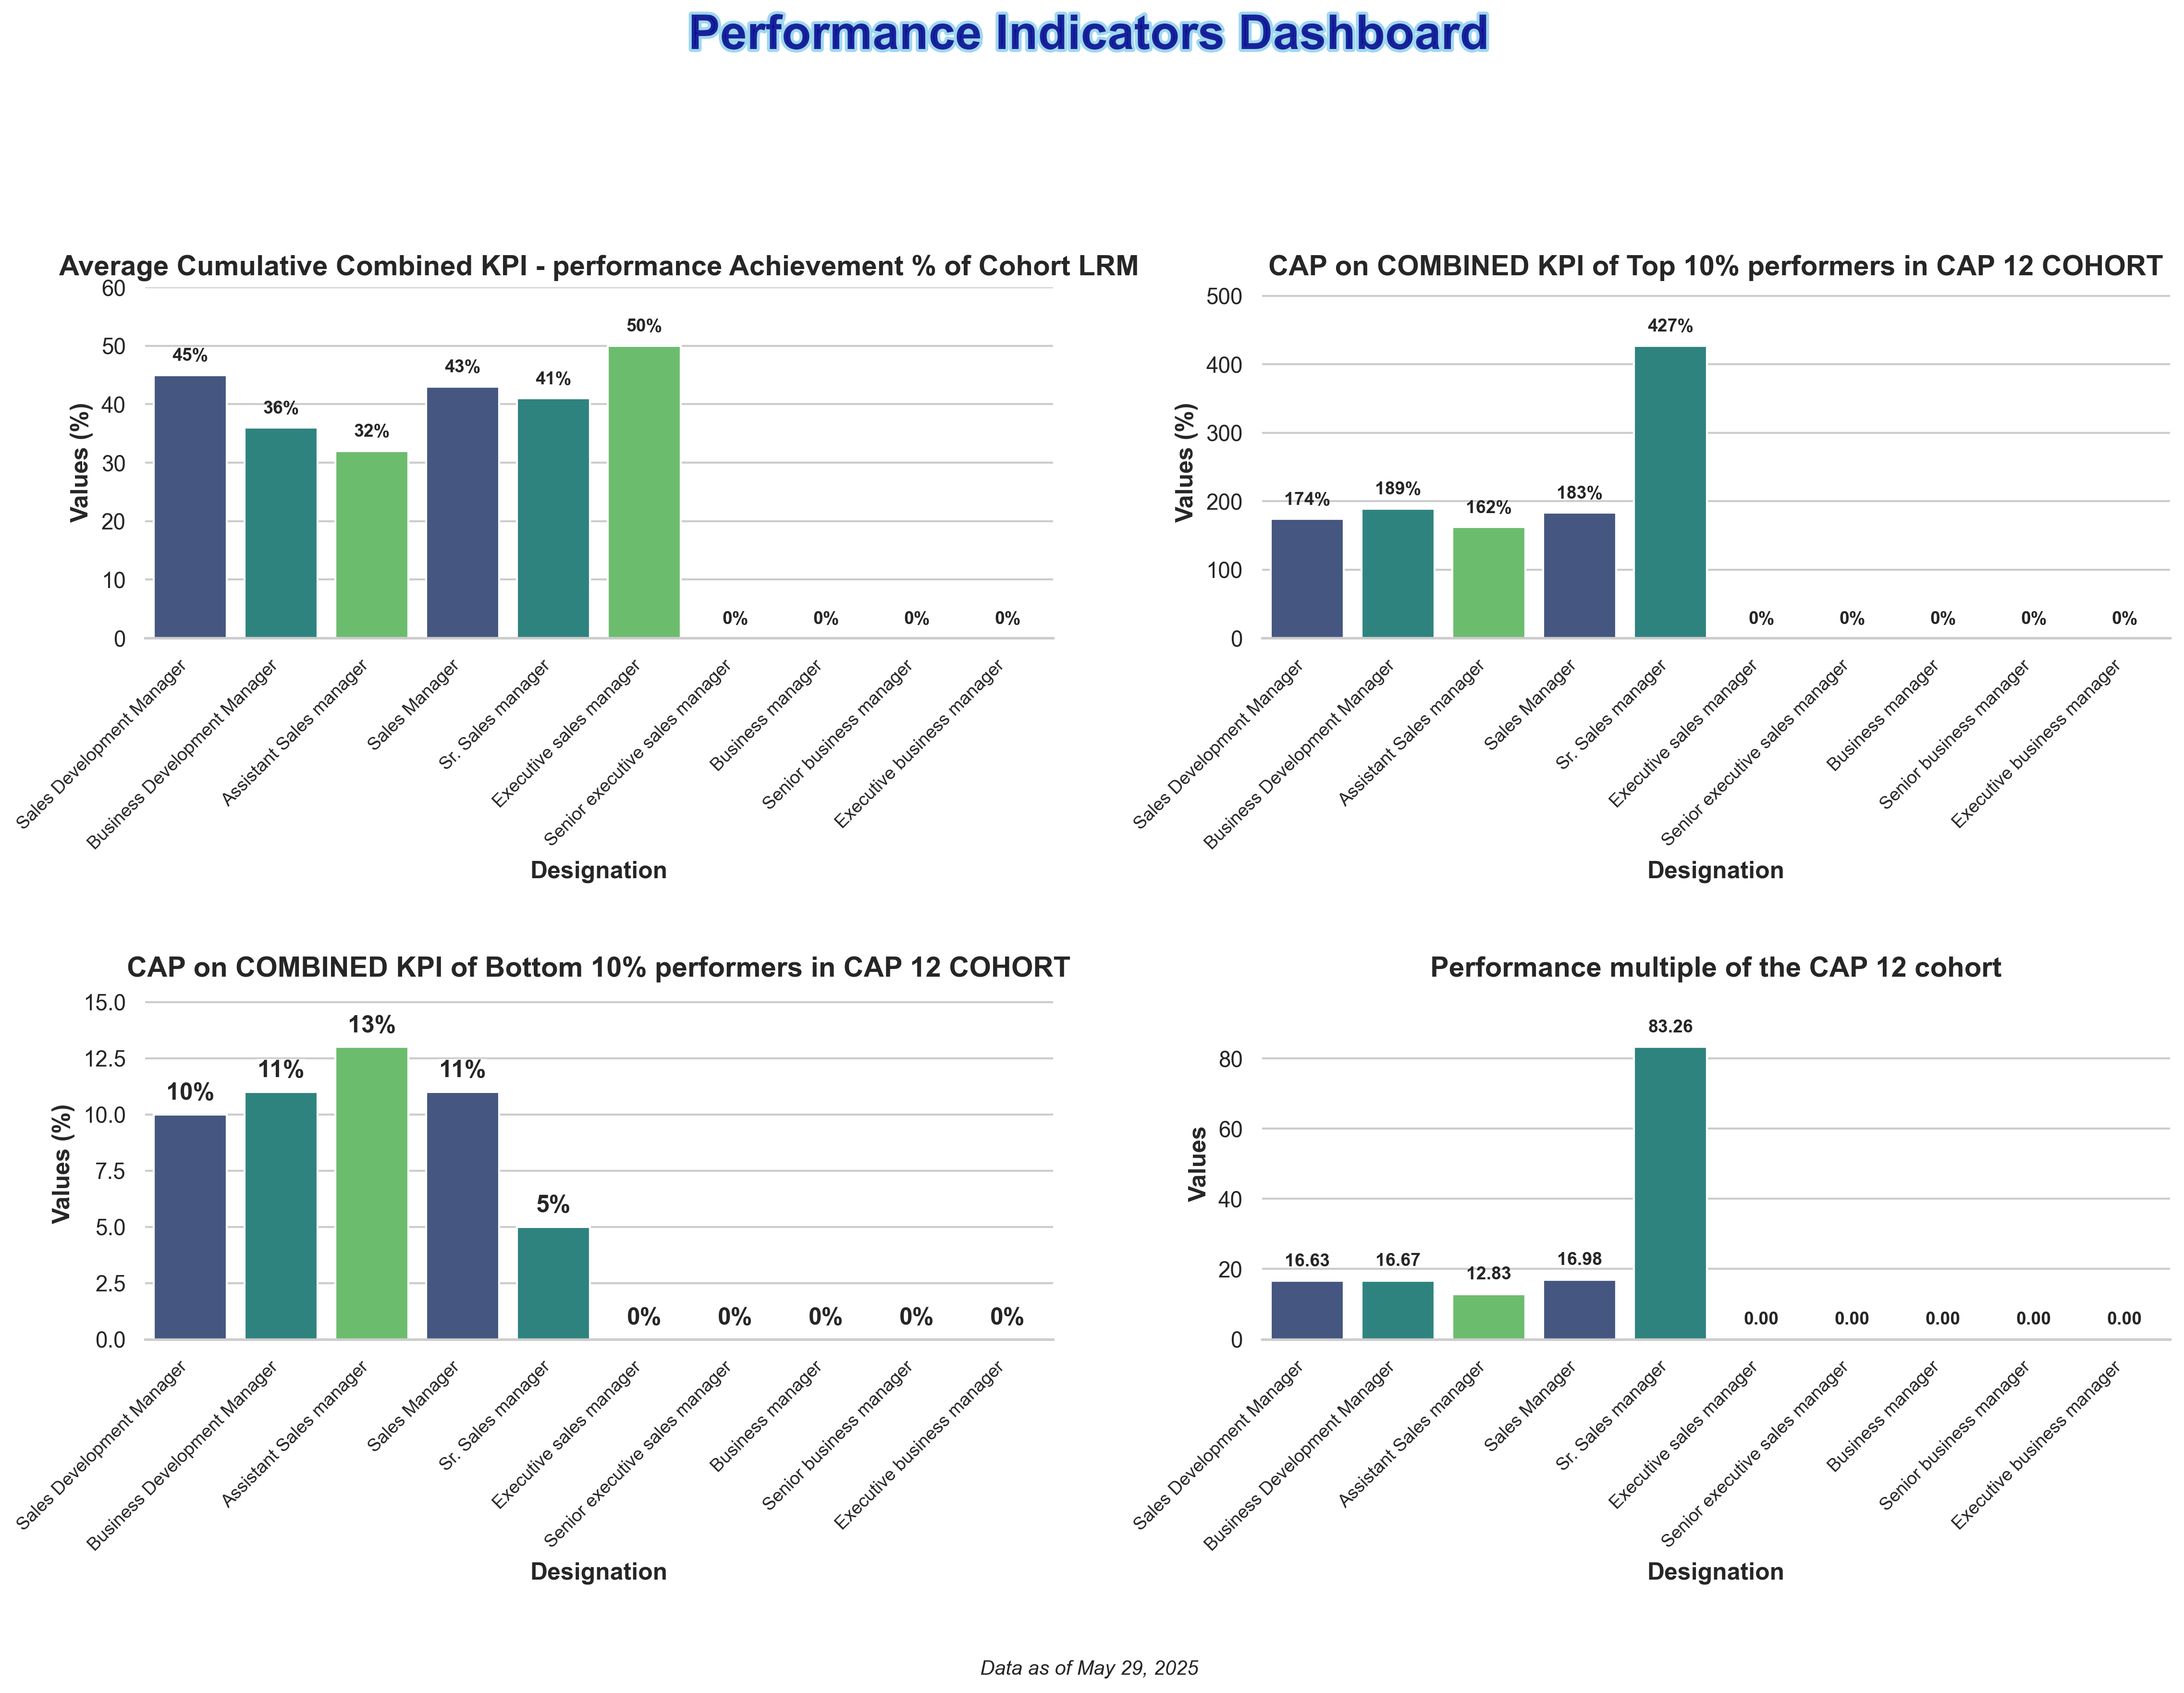 Performance Indicators Dashboard
Average Cumulative Combined KPI - performance Achievement % of Cohort LRM
Values (%)
60
50
40
30
20
10
0
45%
36%
32%
43%
41%
50%
0%
0%
0%
0%
Sales Development Manager
Business Development Manager
Assistant Sales manager
Sales Manager
Sr. Sales manager
Executive sales manager
Senior executive sales manager
Business manager
Senior business manager
Executive business manager
Designation
CAP on COMBINED KPI of Top 10% performers in CAP 12 COHORT
Values (%)
500
400
300
200
100
0
174%
189%
162%
183%
427%
0%
0%
0%
0%
0%
Sales Development Manager
Business Development Manager
Assistant Sales manager
Sales Manager
Sr. Sales manager
Executive sales manager
Senior executive sales manager
Business manager
Senior business manager
Executive business manager
Designation
CAP on COMBINED KPI of Bottom 10% performers in CAP 12 COHORT
Values (%)
15.0
12.5
10.0
7.5
5.0
2.5
0.0
10%
11%
13%
11%
5%
0%
0%
0%
0%
0%
Sales Development Manager
Business Development Manager
Assistant Sales manager
Sales Manager
Sr. Sales manager
Executive sales manager
Senior executive sales manager
Business manager
Senior business manager
Executive business manager
Designation
Performance multiple of the CAP 12 cohort
Values
80
60
40
20
0
16.63
16.67
12.83
16.98
83.26
0.00
0.00
0.00
0.00
0.00
Sales Development Manager
Business Development Manager
Assistant Sales manager
Sales Manager
Sr. Sales manager
Executive sales manager
Senior executive sales manager
Business manager
Senior business manager
Executive business manager
Designation
Data as of May 29, 2025